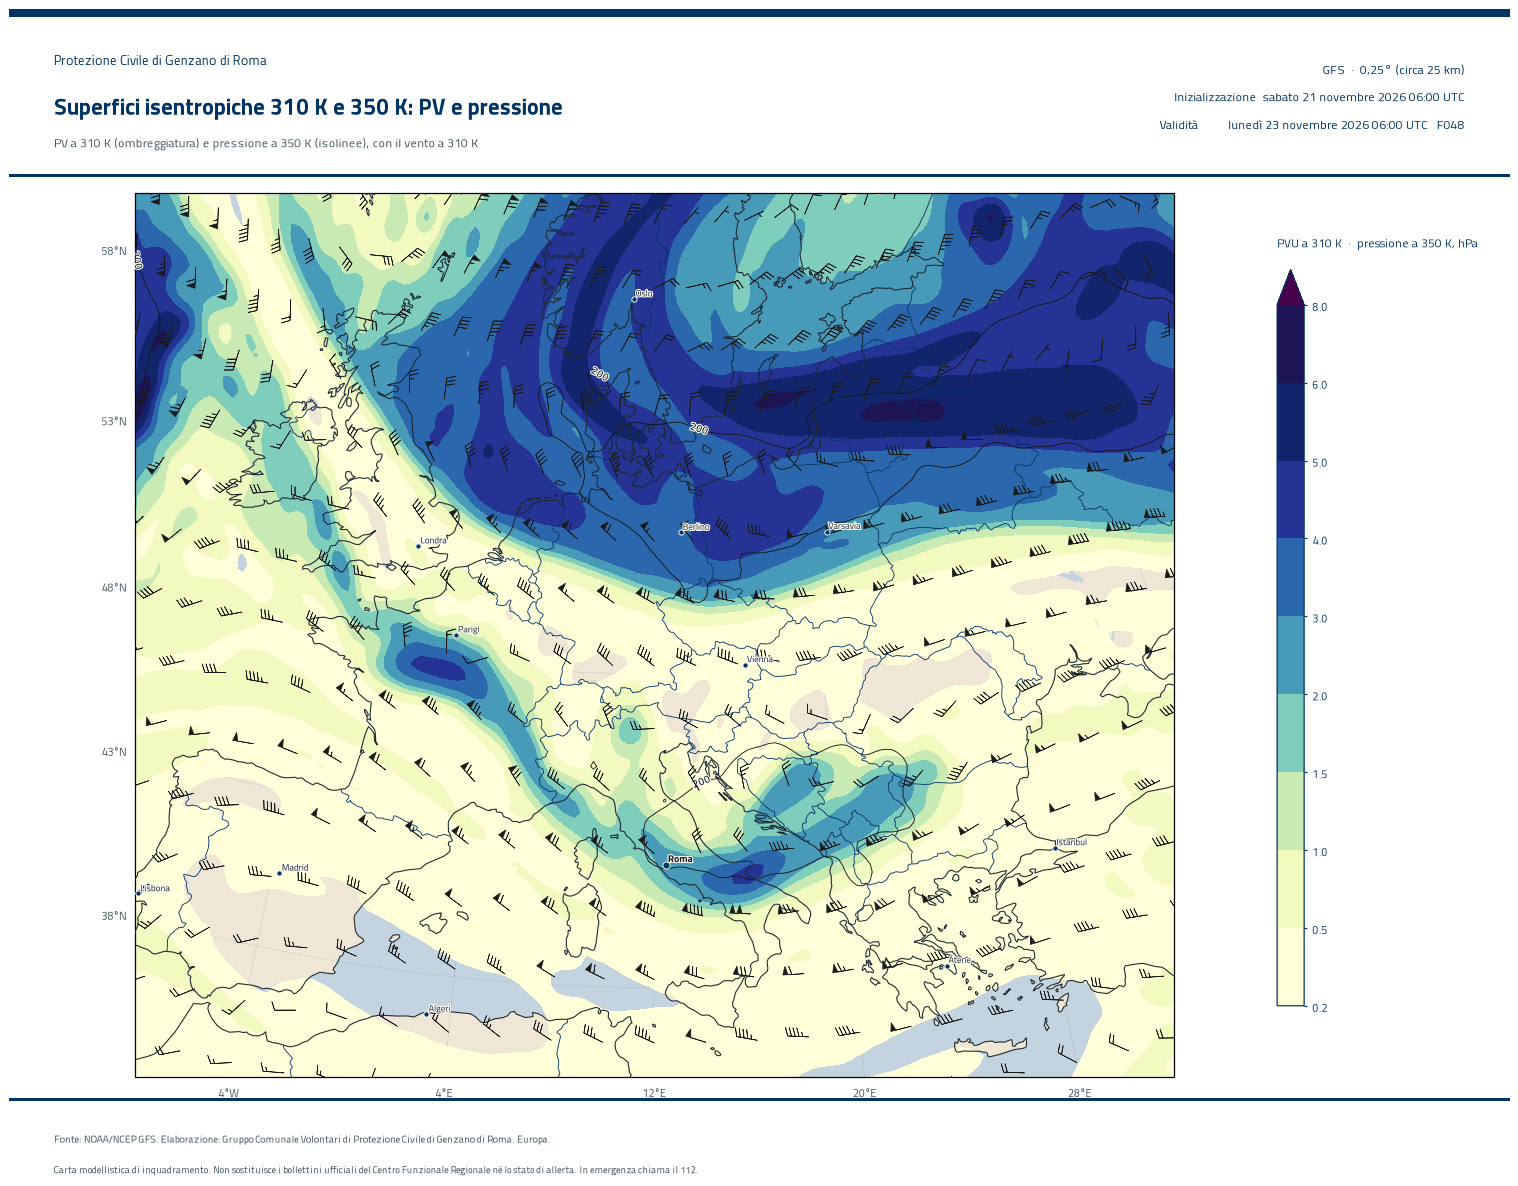 Protezione Civile di Genzano di Roma
Superfici isentropiche 310 K e 350 K: PV e pressione
PV a 310 K (ombreggiatura) e pressione a 350 K (isolinee), con il vento a 310 K
GFS · 0,25° (circa 25 km)
Inizializzazione sabato 21 novembre 2026 06:00 UTC
Validità lunedì 23 novembre 2026 06:00 UTC F048
PVU a 310 K · pressione a 350 K, hPa
8.0
6.0
5.0
4.0
3.0
2.0
1.5
1.0
0.5
0.2
58°N
53°N
48°N
43°N
38°N
4°W
4°E
12°E
20°E
28°E
Oslo
200
200
Londra
Berlino
Varsavia
Parigi
Vienna
200
Roma
Istanbul
Madrid
Lisbona
Atene
Algeri
Fonte: NOAA/NCEP GFS. Elaborazione: Gruppo Comunale Volontari di Protezione Civile di Genzano di Roma. Europa.
Carta modellistica di inquadramento. Non sostituisce i bollettini ufficiali del Centro Funzionale Regionale né lo stato di allerta. In emergenza chiama il 112.